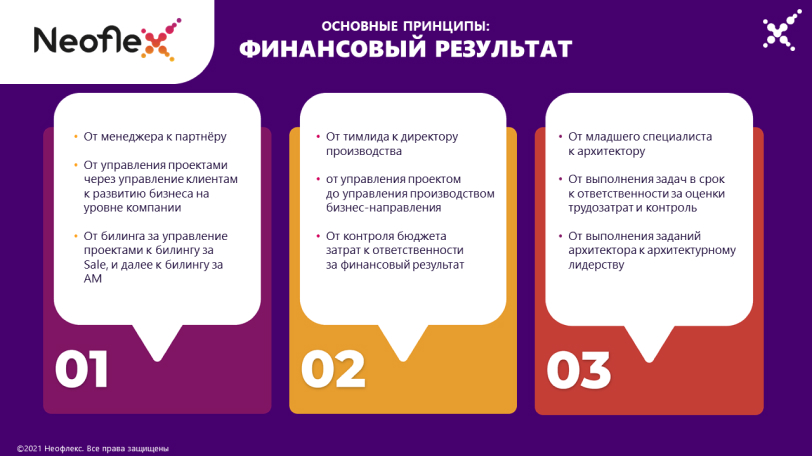 Neoflex
ОСНОВНЫЕ ПРИНЦИПЫ:
ФИНАНСОВЫЙ РЕЗУЛЬТАТ
• От менеджера к партнёру
• От управления проектами
через управление клиентам
к развитию бизнеса на
уровне компании
• От билинга за управление
проектами к билингу за
Sale, и далее к билингу за
AM
01
• От тимлида к директору
производства
• от управления проектом
до управления производством
бизнес-направления
• От контроля бюджета
затрат к ответственности
за финансовый результат
02
• От младшего специалиста
к архитектору
• От выполнения задач в срок
к ответственности за оценки
трудозатрат и контроль
• От выполнения заданий
архитектора к архитектурному
лидерству
03
©2021 Неофлекс. Все права защищены